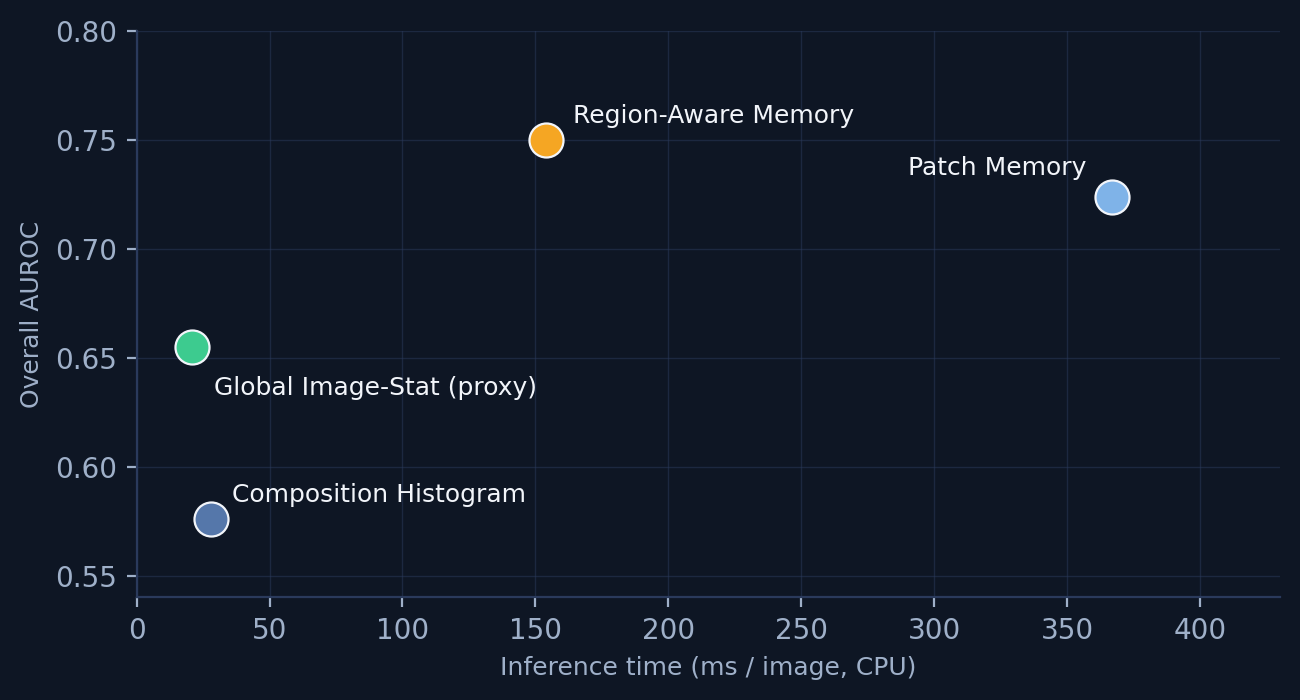 0.80
0.75
0.70
0.65
0.60
0.55
Overall AUROC
Region-Aware Memory
Patch Memory
Global Image-Stat (proxy)
Composition Histogram
0 50 100 150 200 250 300 350 400
Inference time (ms / image, CPU)